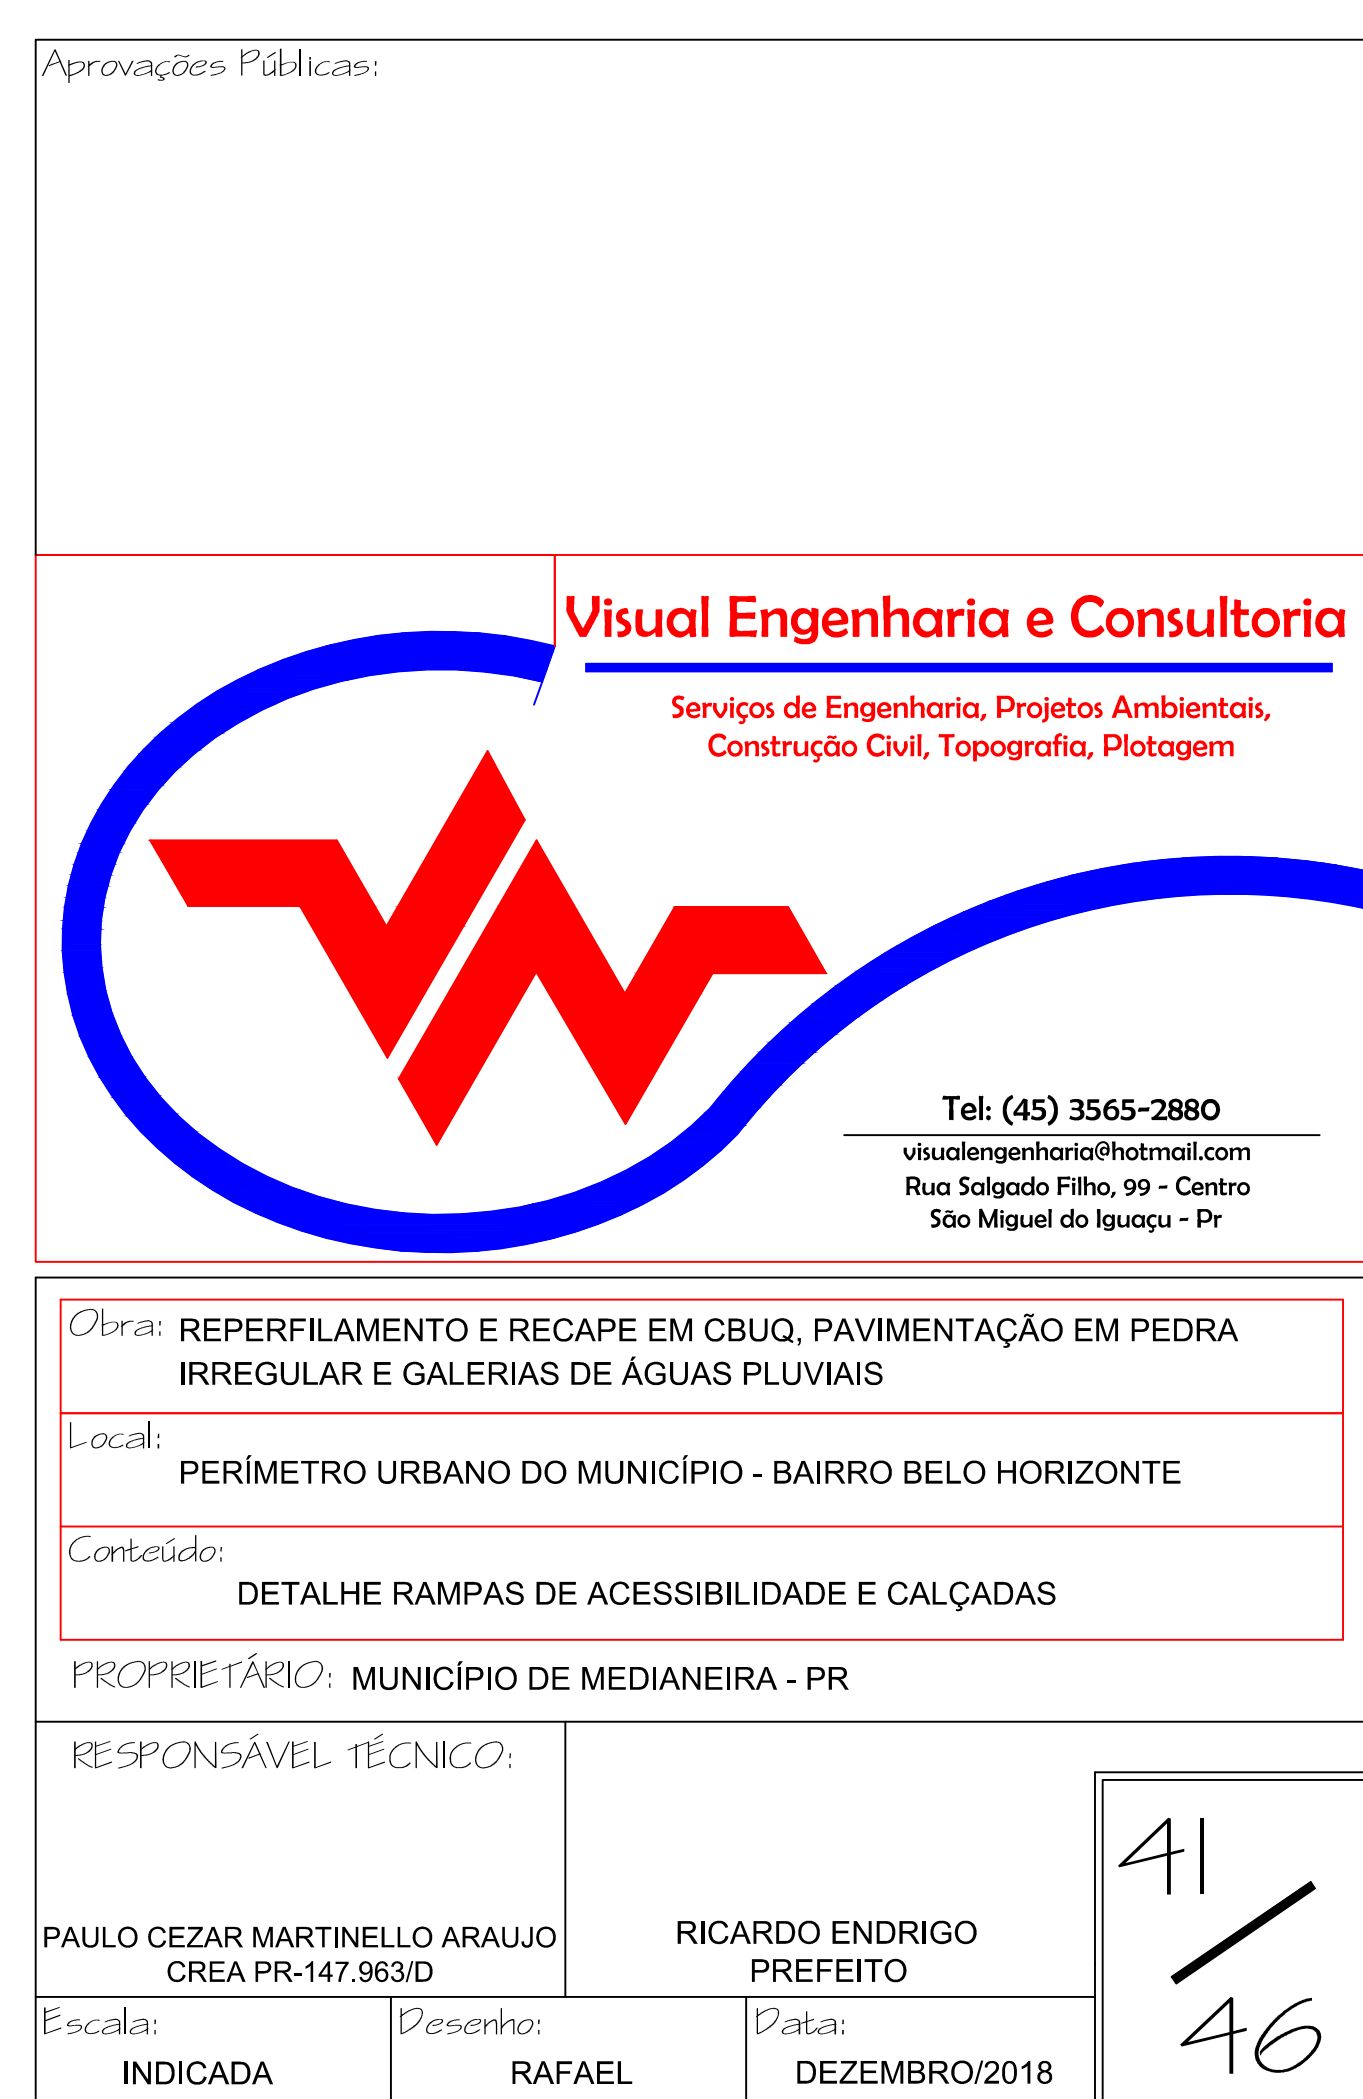 Aprovações Públicas:
Visual Engenharia e Consultoria
Serviços de Engenharia, Projetos Ambientais,
Construção Civil, Topografia, Plotagem
Tel: (45) 3565-2880
visualengenharia@hotmail.com
Rua Salgado Filho, 99 - Centro
São Miguel do Iguaçu - Pr
Obra: REPERFILAMENTO E RECAPE EM CBUQ, PAVIMENTAÇÃO EM PEDRA
IRREGULAR E GALERIAS DE ÁGUAS PLUVIAIS
Local:
PERÍMETRO URBANO DO MUNICÍPIO - BAIRRO BELO HORIZONTE
Conteúdo:
DETALHE RAMPAS DE ACESSIBILIDADE E CALÇADAS
PROPRIETÁRIO: MUNICÍPIO DE MEDIANEIRA - PR
RESPONSÁVEL TÉCNICO:
PAULO CEZAR MARTINELLO ARAUJO
CREA PR-147.963/D
RICARDO ENDRIGO
PREFEITO
41/46
Escala:
INDICADA
Desenho:
RAFAEL
Data:
DEZEMBRO/2018